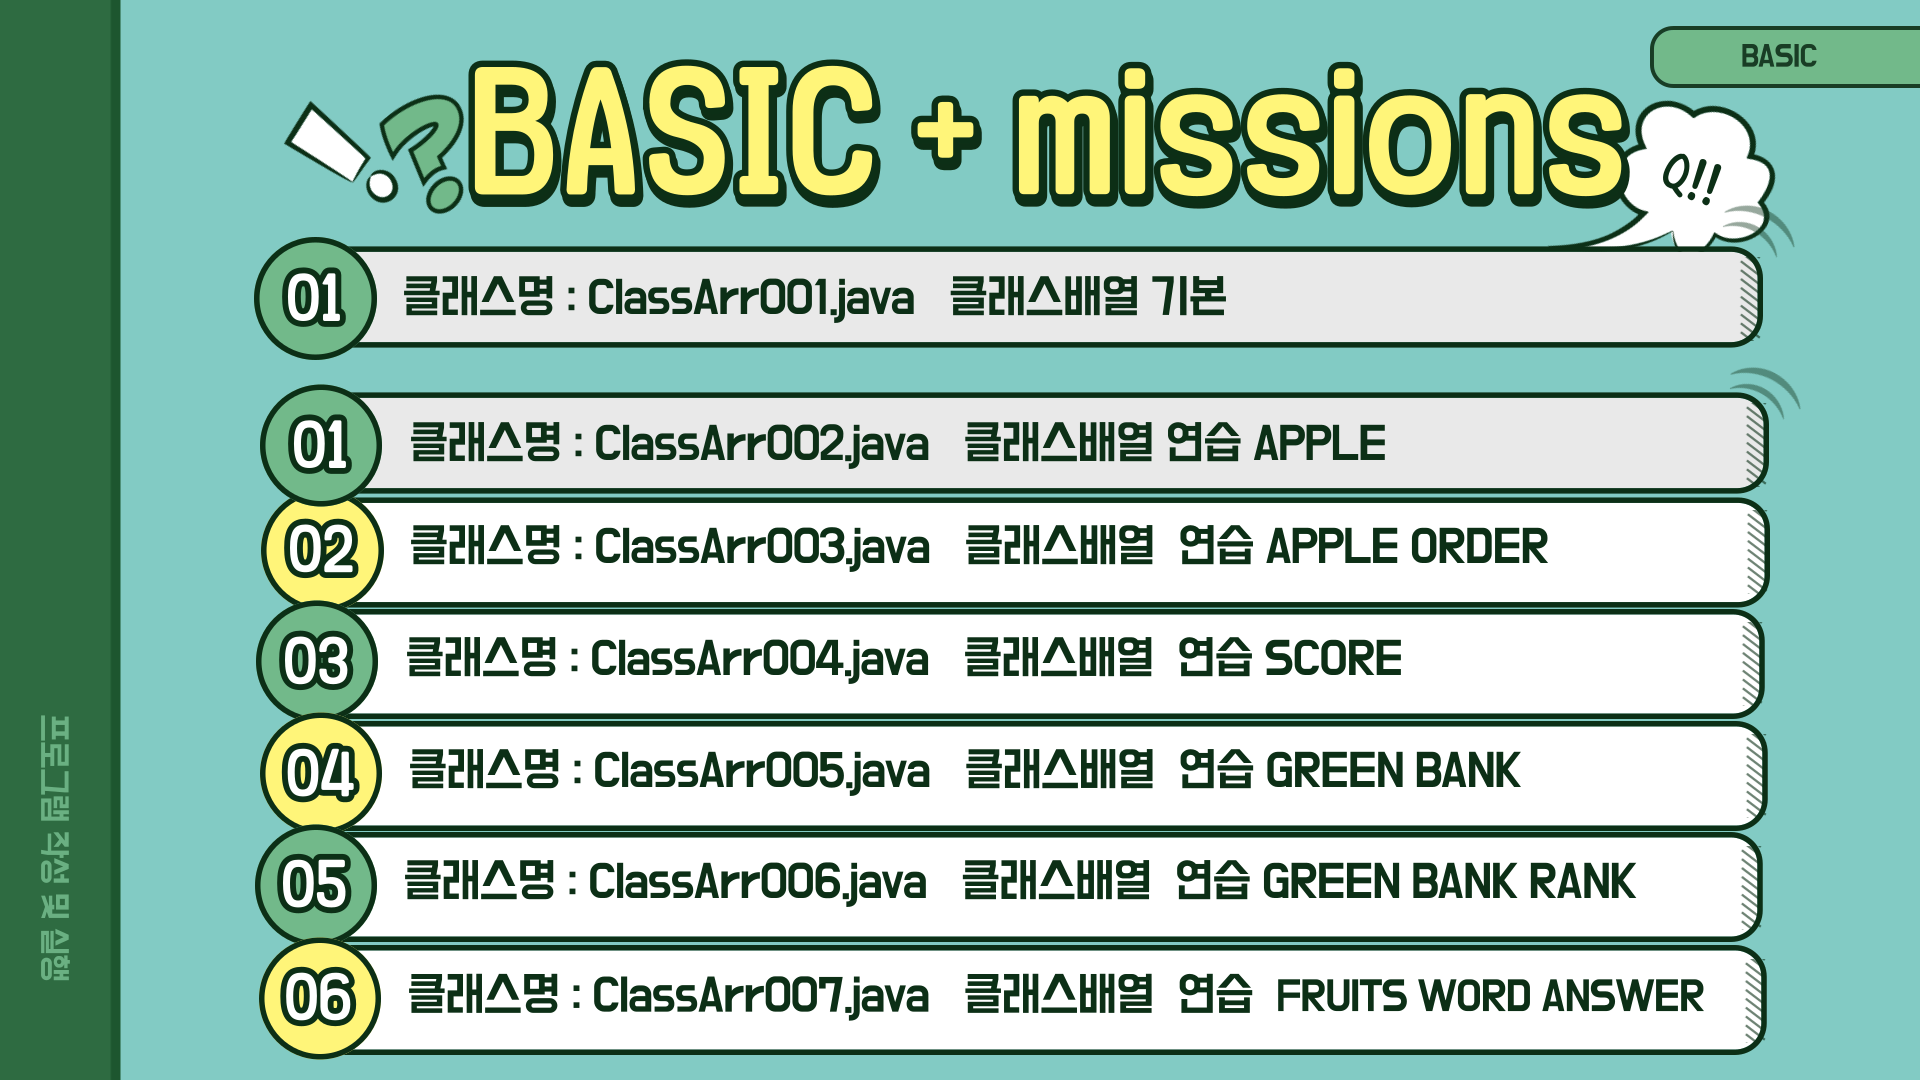 BASIC
BASIC + missions
Q!!
01 클래스명 : ClassArr001.java 클래스배열 기본
01 클래스명 : ClassArr002.java 클래스배열 연습 APPLE
02 클래스명 : ClassArr003.java 클래스배열 연습 APPLE ORDER
03 클래스명 : ClassArr004.java 클래스배열 연습 SCORE
04 클래스명 : ClassArr005.java 클래스배열 연습 GREEN BANK
05 클래스명 : ClassArr006.java 클래스배열 연습 GREEN BANK RANK
06 클래스명 : ClassArr007.java 클래스배열 연습 FRUITS WORD ANSWER
프로그램 작성 및 실행